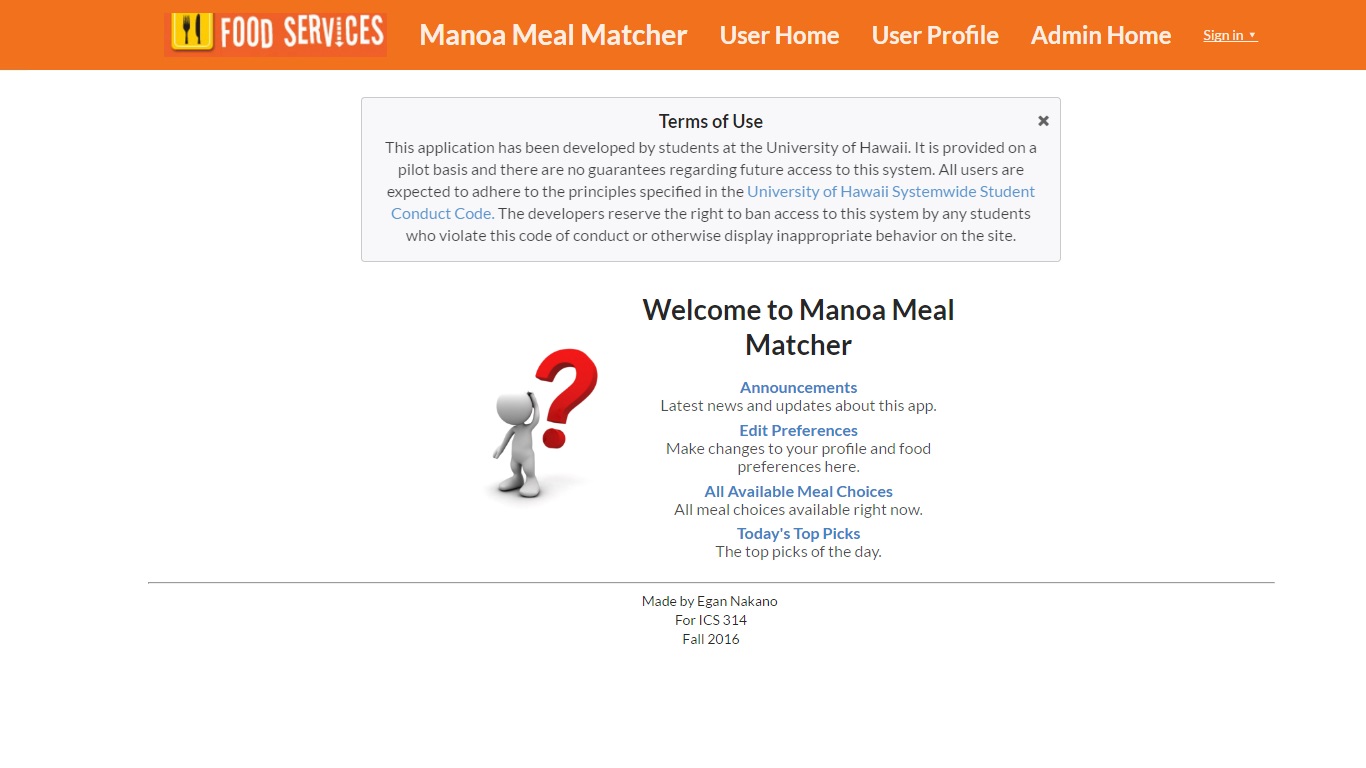 FOOD SERVICES Manoa Meal Matcher User Home User Profile Admin Home Sign in
Terms of Use
This application has been developed by students at the University of Hawaii. It is provided on a
pilot basis and there are no guarantees regarding future access to this system. All users are
expected to adhere to the principles specified in the University of Hawaii Systemwide Student
Conduct Code. The developers reserve the right to ban access to this system by any students
who violate this code of conduct or otherwise display inappropriate behavior on the site.
Welcome to Manoa Meal
Matcher
Announcements
Latest news and updates about this app.
Edit Preferences
Make changes to your profile and food
preferences here.
All Available Meal Choices
All meal choices available right now.
Today's Top Picks
The top picks of the day.
Made by Egan Nakano
For ICS 314
Fall 2016